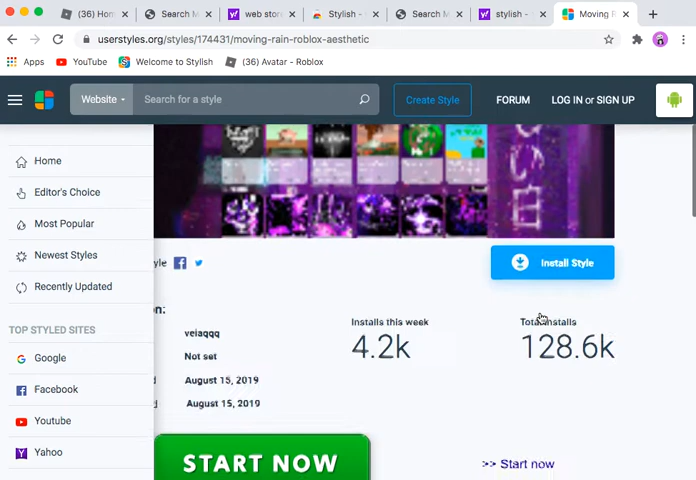 (36) Hom
Search M
web stor
Stylish -
Search M
stylish -
Moving R
userstyles.org/styles/174431/moving-rain-roblox-aesthetic
Apps
YouTube
Welcome to Stylish
(36) Avatar - Roblox
Website
Search for a style
Create Style
FORUM
LOG IN or SIGN UP
Home
Editor's Choice
Most Popular
Newest Styles
Recently Updated
TOP STYLED SITES
Google
Facebook
Youtube
Yahoo
yle
Install Style
on:
Installs this week
Total installs
veiaqqq
4.2k
128.6k
Not set
d August 15, 2019
d August 15, 2019
START NOW
>> Start now